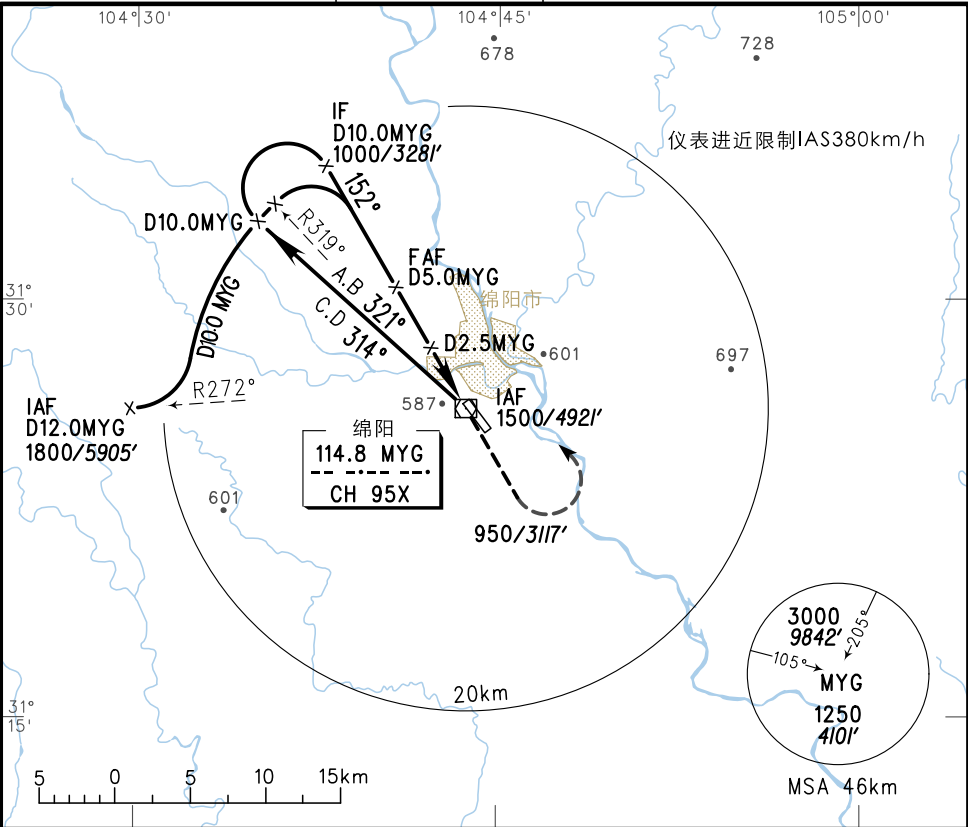 104°30'
104°45'
105°00'
678
728
IF
D10.0MYG
1000/3281'
仪表进近限制IAS380km/h
152°
D10.0MYG
R319°
A.B 321°
C.D 314°
FAF
D5.0MYG
绵阳市
31°
30'
D10.0 MYG
D2.5MYG
601
697
R272°
IAF
D12.0MYG
1800/5905'
587
IAF
1500/4921'
绵阳
114.8 MYG
CH 95X
601
950/3117'
3000
9842'
205°
105°
MYG
1250
4101'
20km
31°
15'
5 0 5 10 15km
MSA 46km